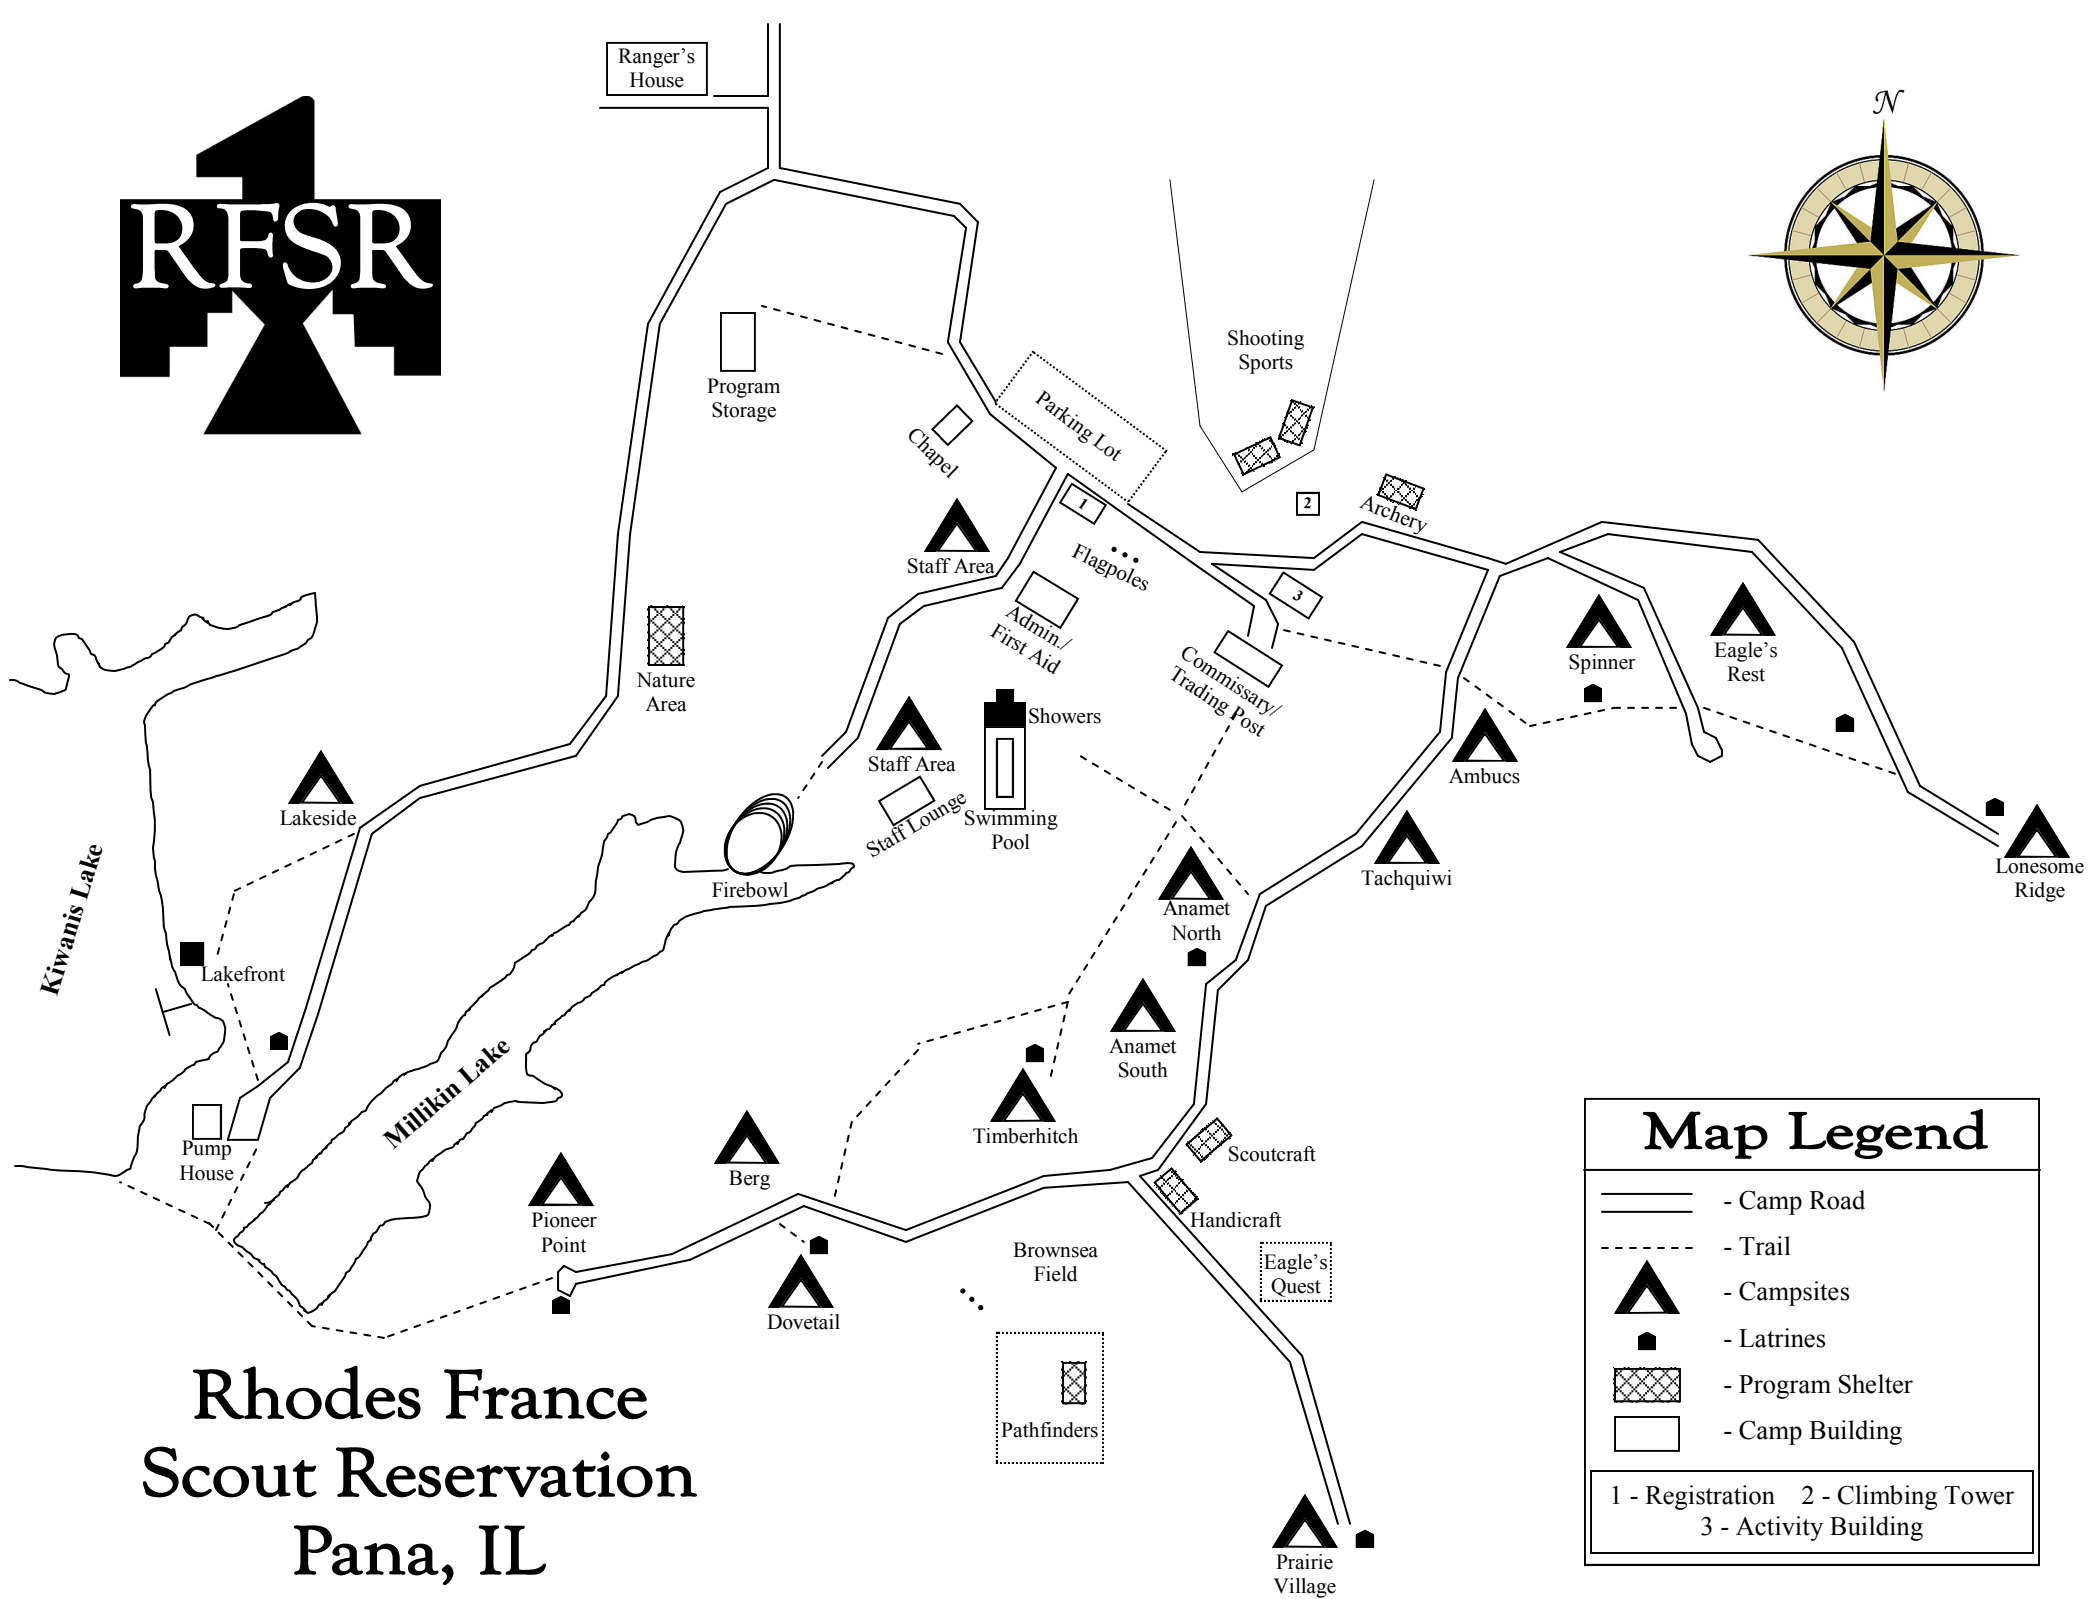 Ranger's
House
N
RFSR
Shooting
Sports
Program
Storage
Parking Lot
Chapel
1
2
Archery
Staff Area
Flagpoles
3
Admin./
First Aid
Nature
Area
Commissary/
Trading Post
Spinner
Eagle's
Rest
Showers
Staff Area
Ambucs
Lakeside
Staff Lounge
Swimming
Pool
Kiwanis Lake
Firebowl
Tachquiwi
Lonesome
Ridge
Anamet
North
Lakefront
Millikin Lake
Anamet
South
Pump
House
Timberhitch
Scoutcraft
Berg
Pioneer
Point
Handicraft
Brownsea
Field
Eagle's
Quest
Dovetail
Pathfinders
Prairie
Village
Rhodes France
Scout Reservation
Pana, IL
Map Legend
- Camp Road
- Trail
- Campsites
- Latrines
- Program Shelter
- Camp Building
1 - Registration 2 - Climbing Tower
3 - Activity Building